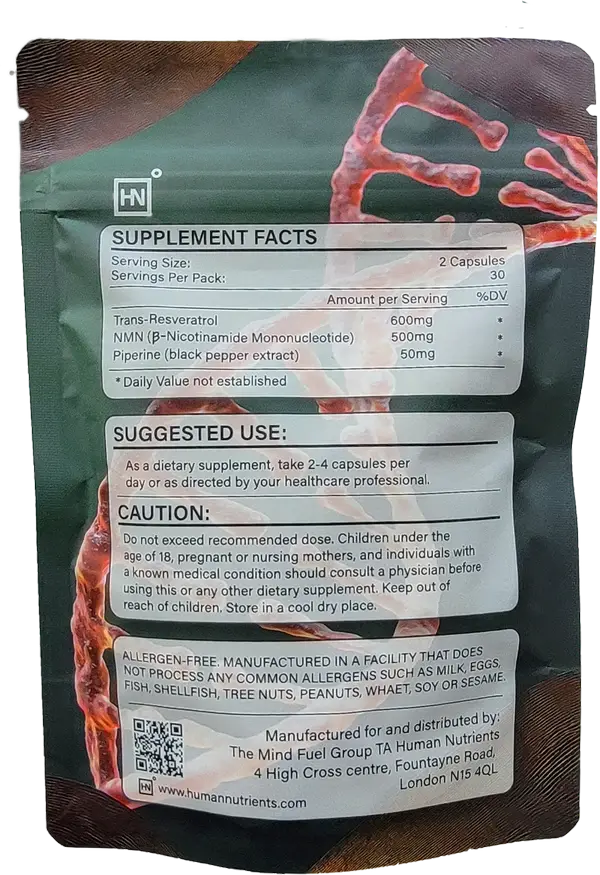 HN
SUPPLEMENT FACTS
Serving Size: 2 Capsules
Servings Per Pack: 30
Amount per Serving %DV
Trans-Resveratrol 600mg *
NMN (β-Nicotinamide Mononucleotide) 500mg *
Piperine (black pepper extract) 50mg *
* Daily Value not established
SUGGESTED USE:
As a dietary supplement, take 2-4 capsules per
day or as directed by your healthcare professional.
CAUTION:
Do not exceed recommended dose. Children under the
age of 18, pregnant or nursing mothers, and individuals with
a known medical condition should consult a physician before
using this or any other dietary supplement. Keep out of
reach of children. Store in a cool dry place.
ALLERGEN-FREE. MANUFACTURED IN A FACILITY THAT DOES
NOT PROCESS ANY COMMON ALLERGENS SUCH AS MILK, EGGS,
FISH, SHELLFISH, TREE NUTS, PEANUTS, WHAET, SOY OR SESAME.
Manufactured for and distributed by:
The Mind Fuel Group TA Human Nutrients
4 High Cross centre, Fountayne Road,
London N15 4QL
HN www.humannutrients.com